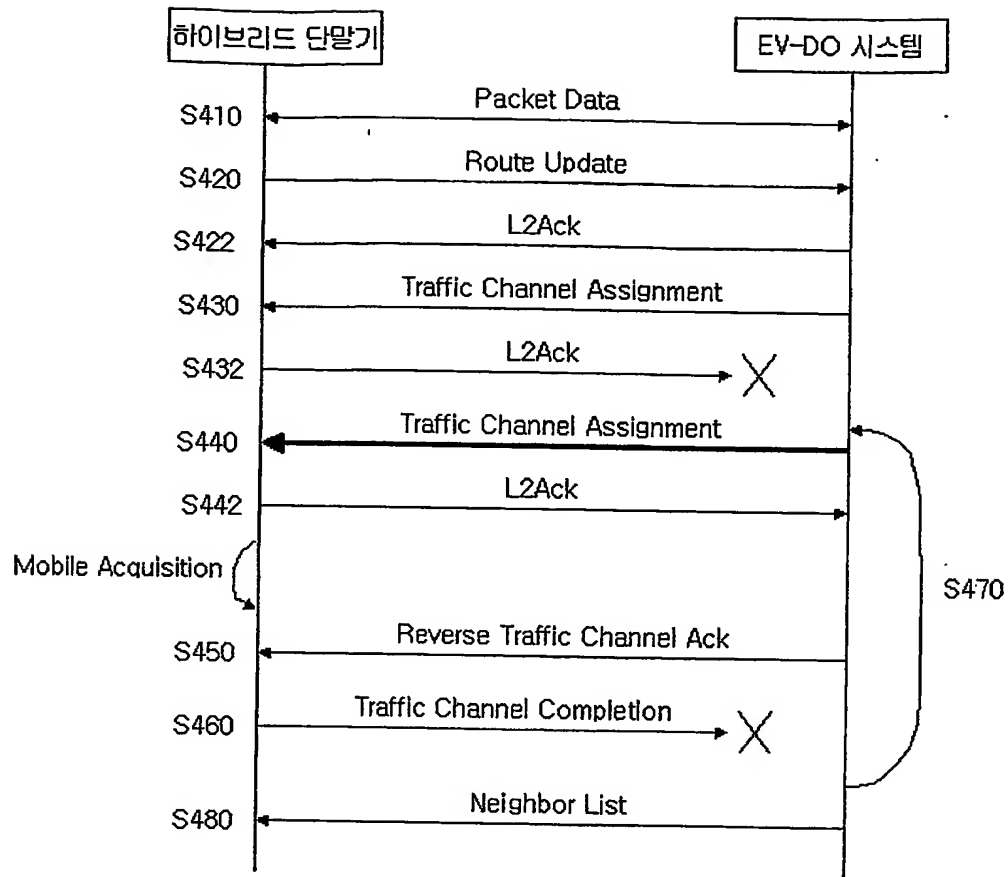 하이브리드 단말기
EV-DO 시스템
S410
Packet Data
S420
Route Update
S422
L2Ack
S430
Traffic Channel Assignment
S432
L2Ack
S440
Traffic Channel Assignment
S442
L2Ack
Mobile Acquisition
S470
S450
Reverse Traffic Channel Ack
S460
Traffic Channel Completion
S480
Neighbor List